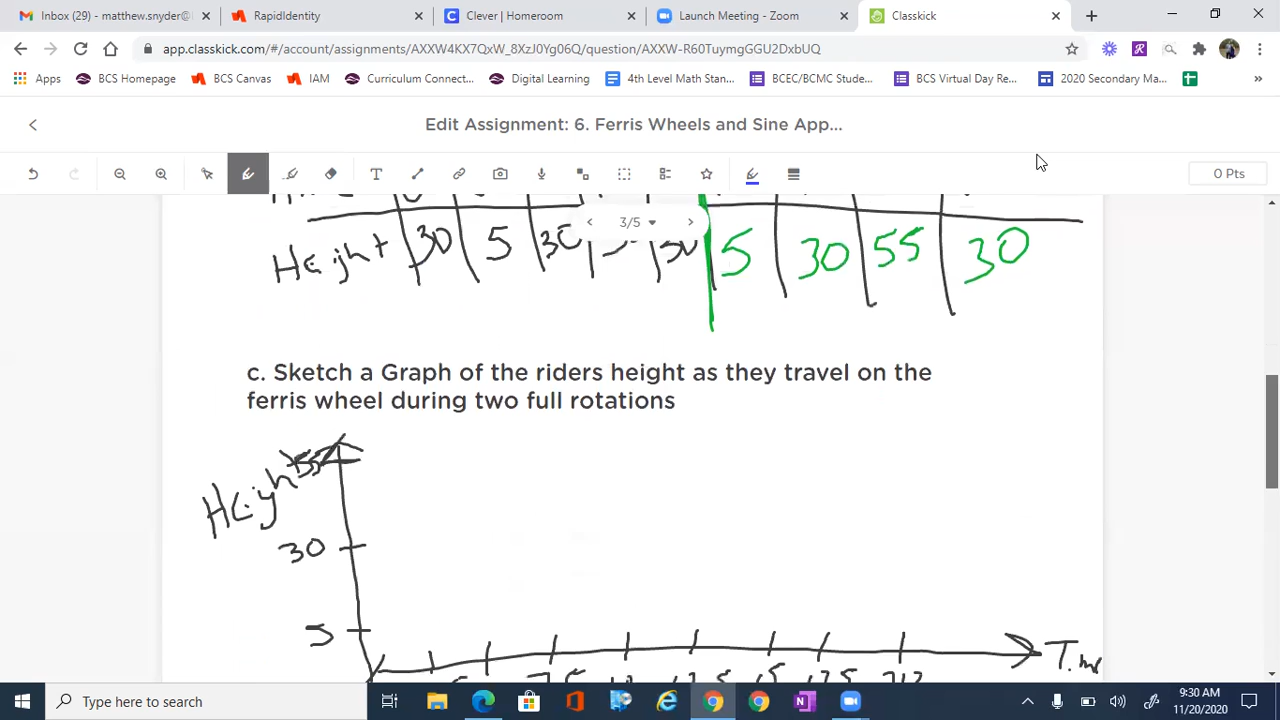 Inbox (29) - matthew.snyde
RapidIdentity
Clever | Homeroom
Launch Meeting - Zoom
Classkick
app.classkick.com/#/account/assignments/AXXW4KX7QxW_8XzJ0Yg06Q/question/AXXW-R60TuymgGGU2DxbUQ
Apps
BCS Homepage
BCS Canvas
IAM
Curriculum Connect...
Digital Learning
4th Level Math Stan...
BCEC/BCMC Stude...
BCS Virtual Day Re...
2020 Secondary Ma...
»
Edit Assignment: 6. Ferris Wheels and Sine App...
T
0 Pts
3/5
Height 30 5 30 30 5 30 55 30
c. Sketch a Graph of the riders height as they travel on the
ferris wheel during two full rotations
Height
30
5
Time
Type here to search
9:30 AM
11/20/2020